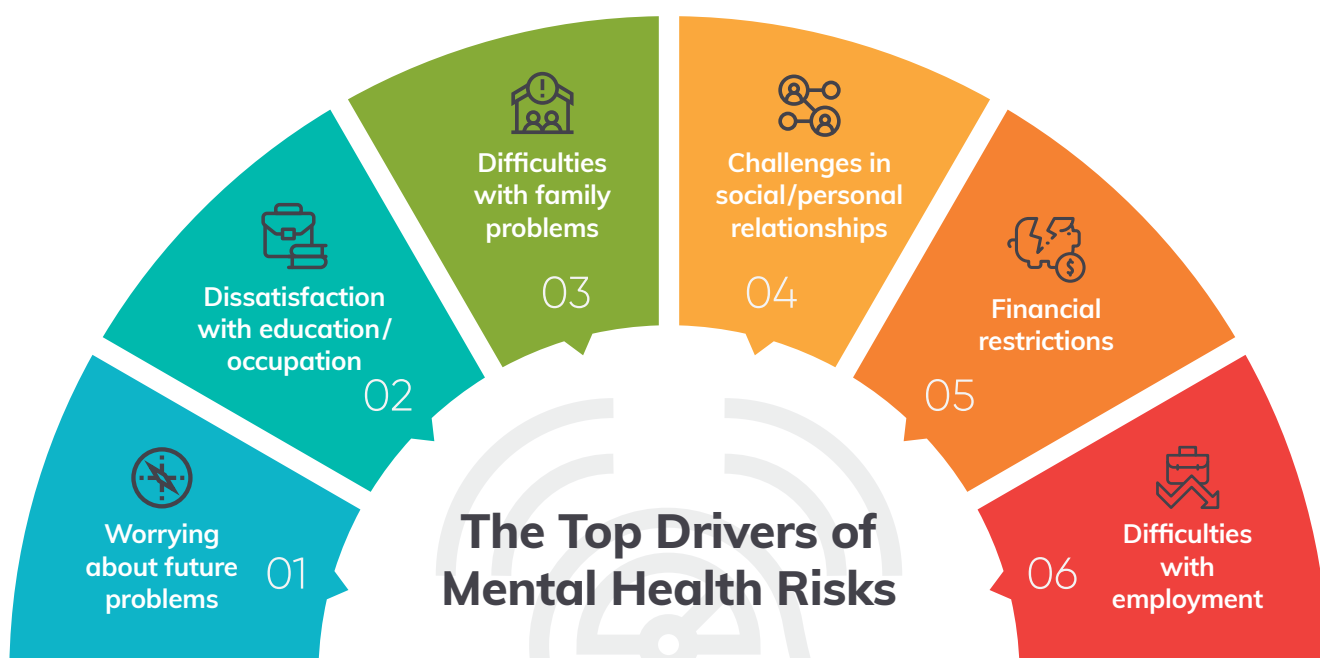 Worrying
about future
problems
01
Dissatisfaction
with education/
occupation
02
Difficulties
with family
problems
03
Challenges in
social/personal
relationships
04
Financial
restrictions
05
Difficulties
with
employment
06
The Top Drivers of
Mental Health Risks